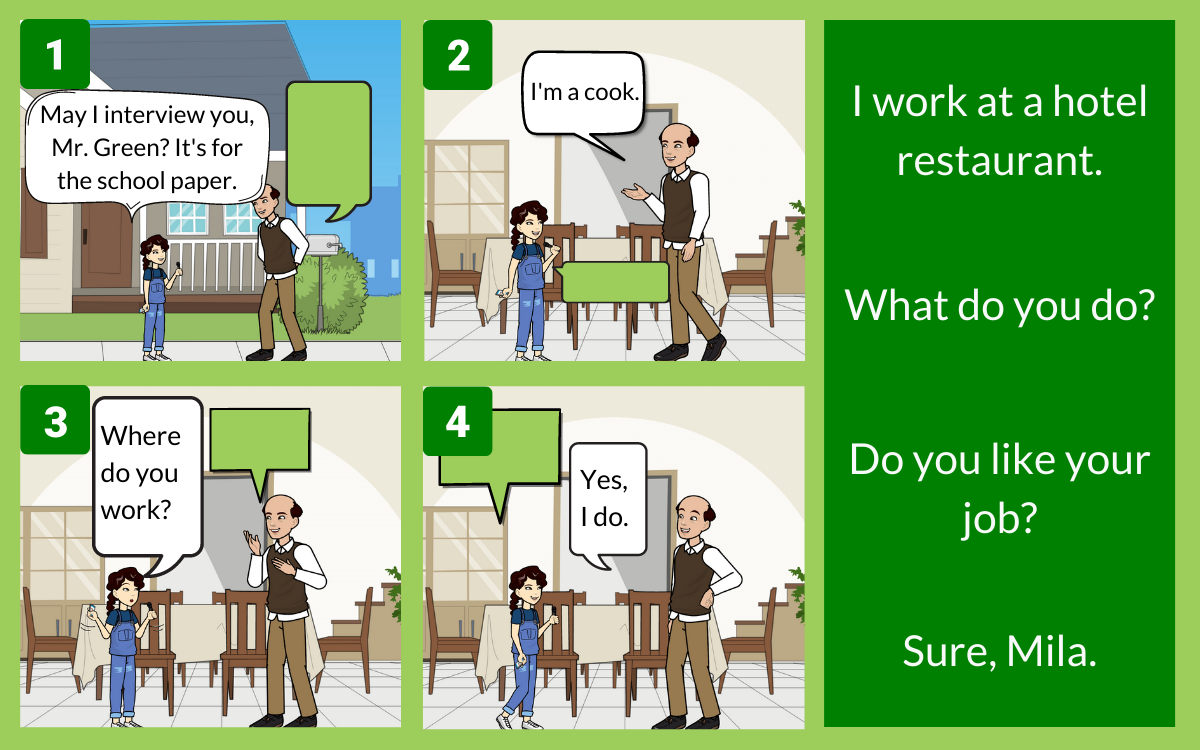 1
May I interview you,
Mr. Green? It's for
the school paper.
2
I'm a cook.
3
Where
do you
work?
4
Yes,
I do.
I work at a hotel
restaurant.
What do you do?
Do you like your
job?
Sure, Mila.